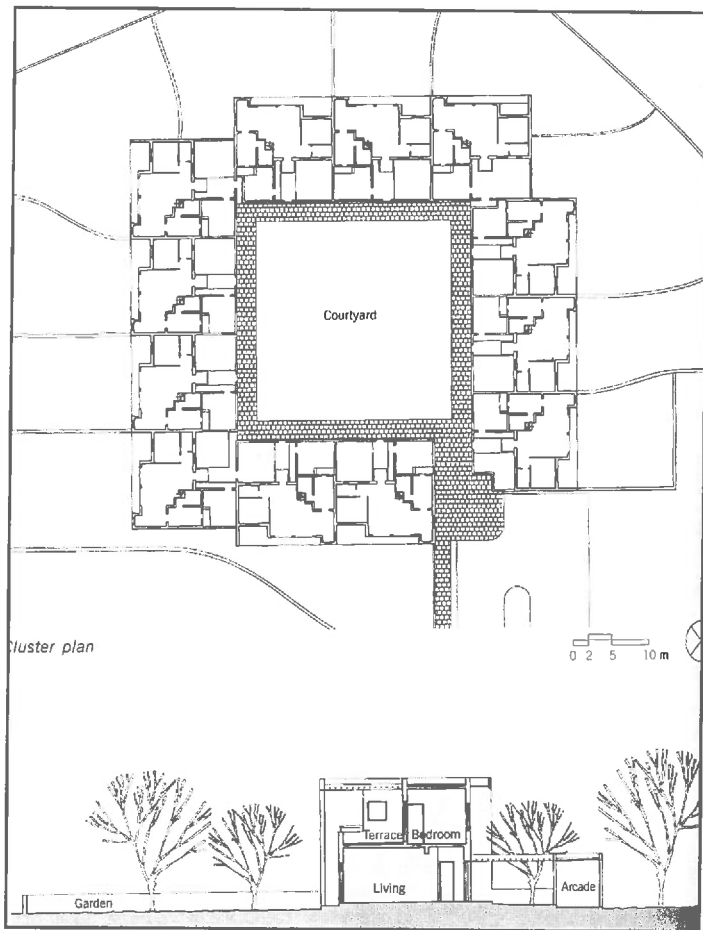 Courtyard
Cluster plan
0 2 5 10 m
Terrace Bedroom
Living
Arcade
Garden